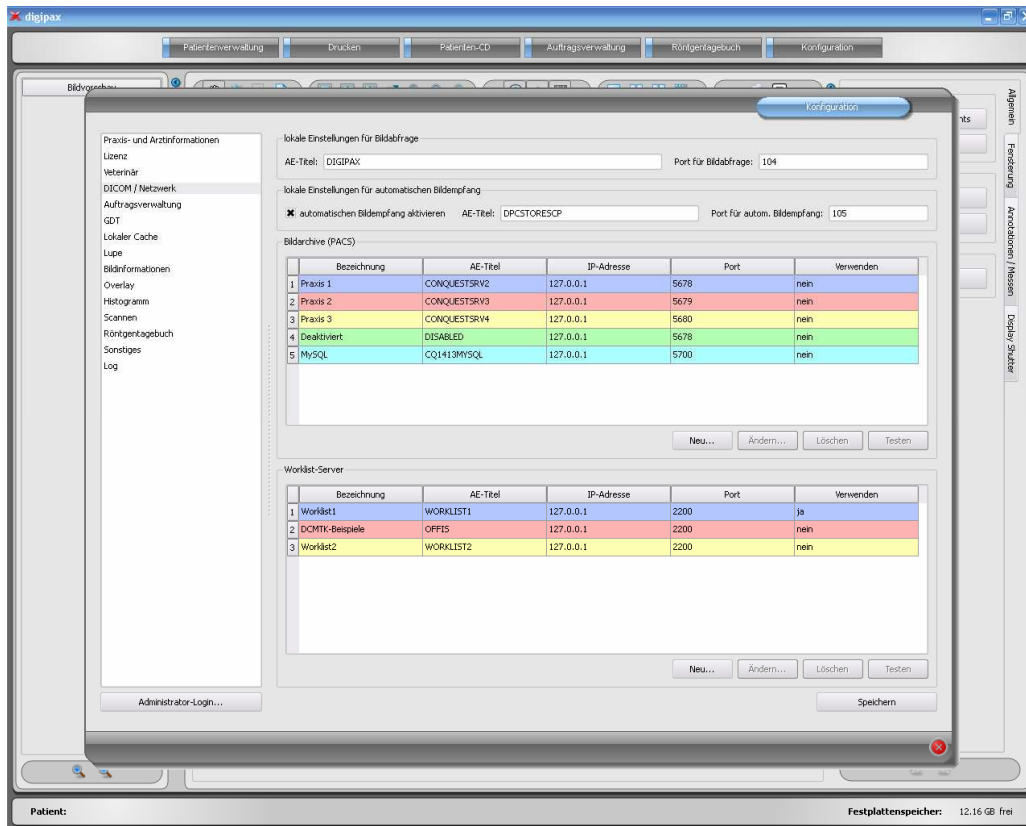 digipax
Patientenverwaltung Drucken Patienten-CD Auftragsverwaltung Röntgentagebuch Konfiguration
Konfiguration
Allgemein
Fensterung
Annotationen / Messen
Display Shutter
Praxis- und Arztinformationen
Lizenz
Veterinär
DICOM / Netzwerk
Auftragsverwaltung
GDT
Lokaler Cache
Lupe
Bildinformationen
Overlay
Histogramm
Scannen
Röntgentagebuch
Sonstiges
Log
Administrator-Login...
lokale Einstellungen für Bildabfrage
AE-Titel: DIGIPAX Port für Bildabfrage: 104
lokale Einstellungen für automatischen Bildempfang
automatischen Bildempfang aktivieren AE-Titel: DPCSTORESCP Port für autom. Bildempfang: 105
Bildarchive (PACS)
Bezeichnung AE-Titel IP-Adresse Port Verwenden
1 Praxis 1 CONQUESTSRV2 127.0.0.1 5678 nein
2 Praxis 2 CONQUESTSRV3 127.0.0.1 5679 nein
3 Praxis 3 CONQUESTSRV4 127.0.0.1 5680 nein
4 Deaktiviert DISABLED 127.0.0.1 5678 nein
5 MySQL CQ1413MYSQL 127.0.0.1 5700 nein
Neu... Ändern... Löschen Testen
Worklist-Server
Bezeichnung AE-Titel IP-Adresse Port Verwenden
1 Worklist1 WORKLIST1 127.0.0.1 2200 ja
2 DCMTK-Beispiele OFFIS 127.0.0.1 2200 nein
3 Worklist2 WORKLIST2 127.0.0.1 2200 nein
Neu... Ändern... Löschen Testen
Speichern
Patient: Festplattenspeicher: 12.16 GB frei